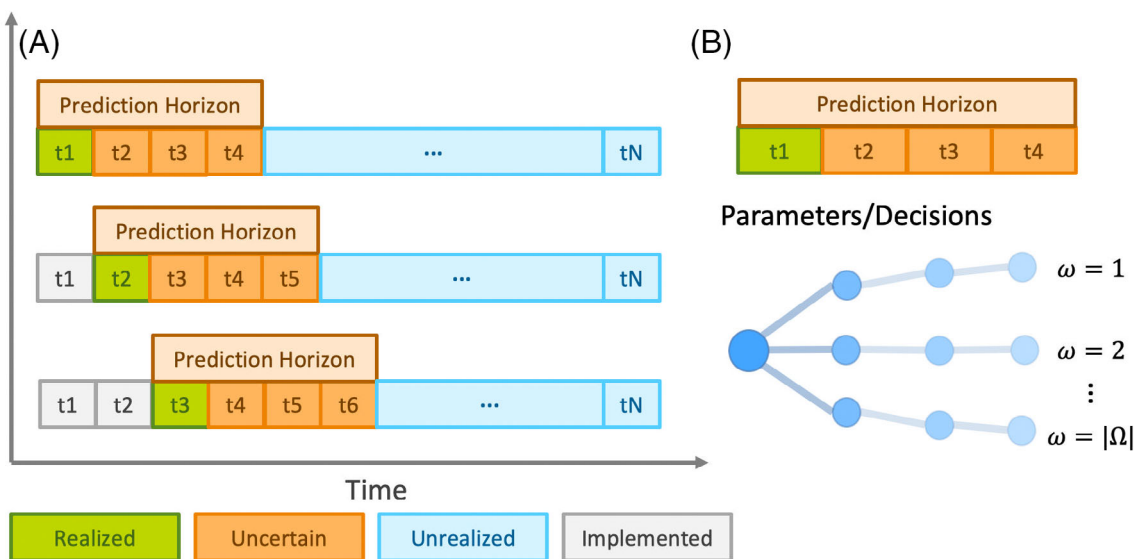 (A)
Prediction Horizon
t1 t2 t3 t4 ... tN
Prediction Horizon
t1 t2 t3 t4 t5 ... tN
Prediction Horizon
t1 t2 t3 t4 t5 t6 ... tN
Time
Realized Uncertain Unrealized Implemented
(B)
Prediction Horizon
t1 t2 t3 t4
Parameters/Decisions
ω = 1
ω = 2
⋮
ω = |Ω|